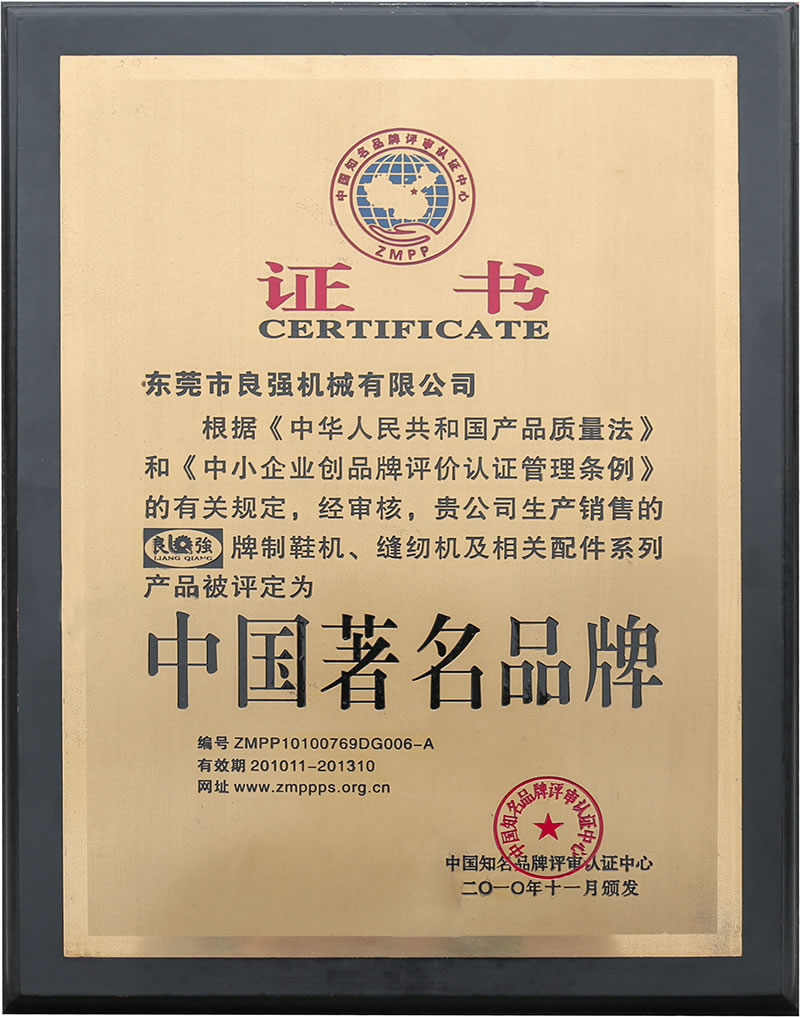 中国知名品牌评审认证中心
ZMPP
证 书
CERTIFICATE
东莞市良强机械有限公司
根据《中华人民共和国产品质量法》
和《中小企业创品牌评价认证管理条例》
的有关规定，经审核，贵公司生产销售的
良LQ強 牌制鞋机、缝纫机及相关配件系列
LIANG QIANG
产品被评定为
中国著名品牌
编号 ZMPP10100769DG006-A
有效期 201011-201310
网址 www.zmppps.org.cn
中国知名品牌评审认证中心
中国知名品牌评审认证中心
二〇一〇年十一月颁发